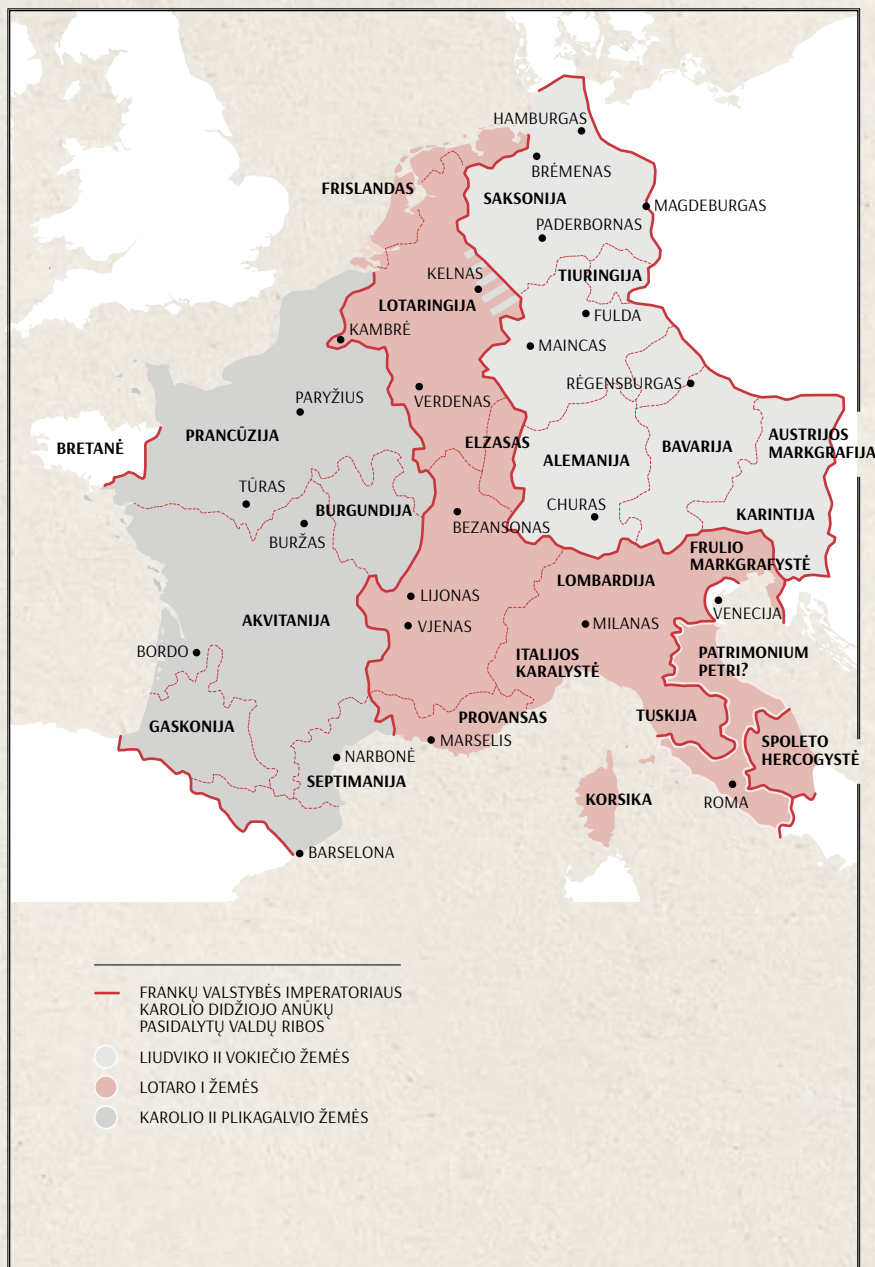 HAMBURGAS
BRĖMENAS
FRISLANDAS
SAKSONIJA
MAGDEBURGAS
PADERBORNAS
KELNAS
TIURINGIJA
LOTARINGIJA
FULDA
KAMBRĖ
MAINCAS
RĖGENSBURGAS
PARYŽIUS
VERDENAS
BRETANĖ
PRANCŪZIJA
ELZASAS
ALEMANIJA
BAVARIJA
AUSTRIJOS
MARKGRAFIJA
TŪRAS
BURGUNDIJA
BURŽAS
BEZANSONAS
CHURAS
KARINTIJA
FRULIO
MARKGRAFYSTĖ
LOMBARDIJA
LIJONAS
VENECIJA
AKVITANIJA
VJENAS
MILANAS
BORDO
ITALIJOS
KARALYSTĖ
PATRIMONIUM
PETRI?
GASKONIJA
PROVANSAS
TUSKIJA
MARSELIS
SPOLETO
HERCOGYSTĖ
NARBONĖ
SEPTIMANIJA
KORSIKA
ROMA
BARSELONA
FRANKŲ VALSTYBĖS IMPERATORIAUS
KAROLIO DIDŽIOJO ANŪKŲ
PASIDALYTŲ VALDŲ RIBOS
LIUDVIKO II VOKIEČIO ŽEMĖS
LOTARO I ŽEMĖS
KAROLIO II PLIKAGALVIO ŽEMĖS